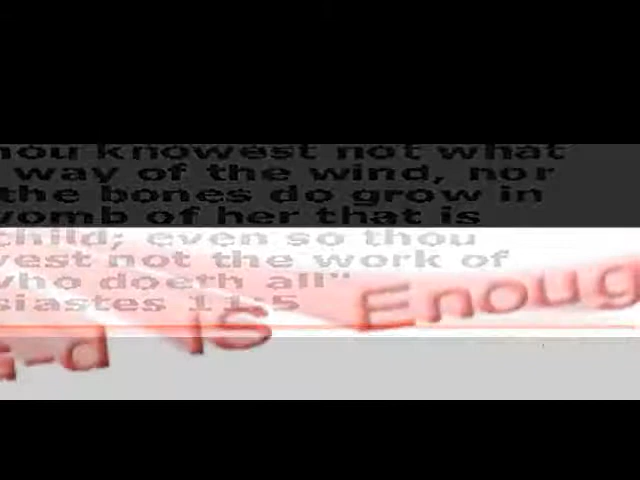 hou knowest not what
way of the wind, nor
the bones do grow in
womb of her that is
child; even so thou
west not the work of
who doeth all"
siastes 11:5
G-d IS Enoug